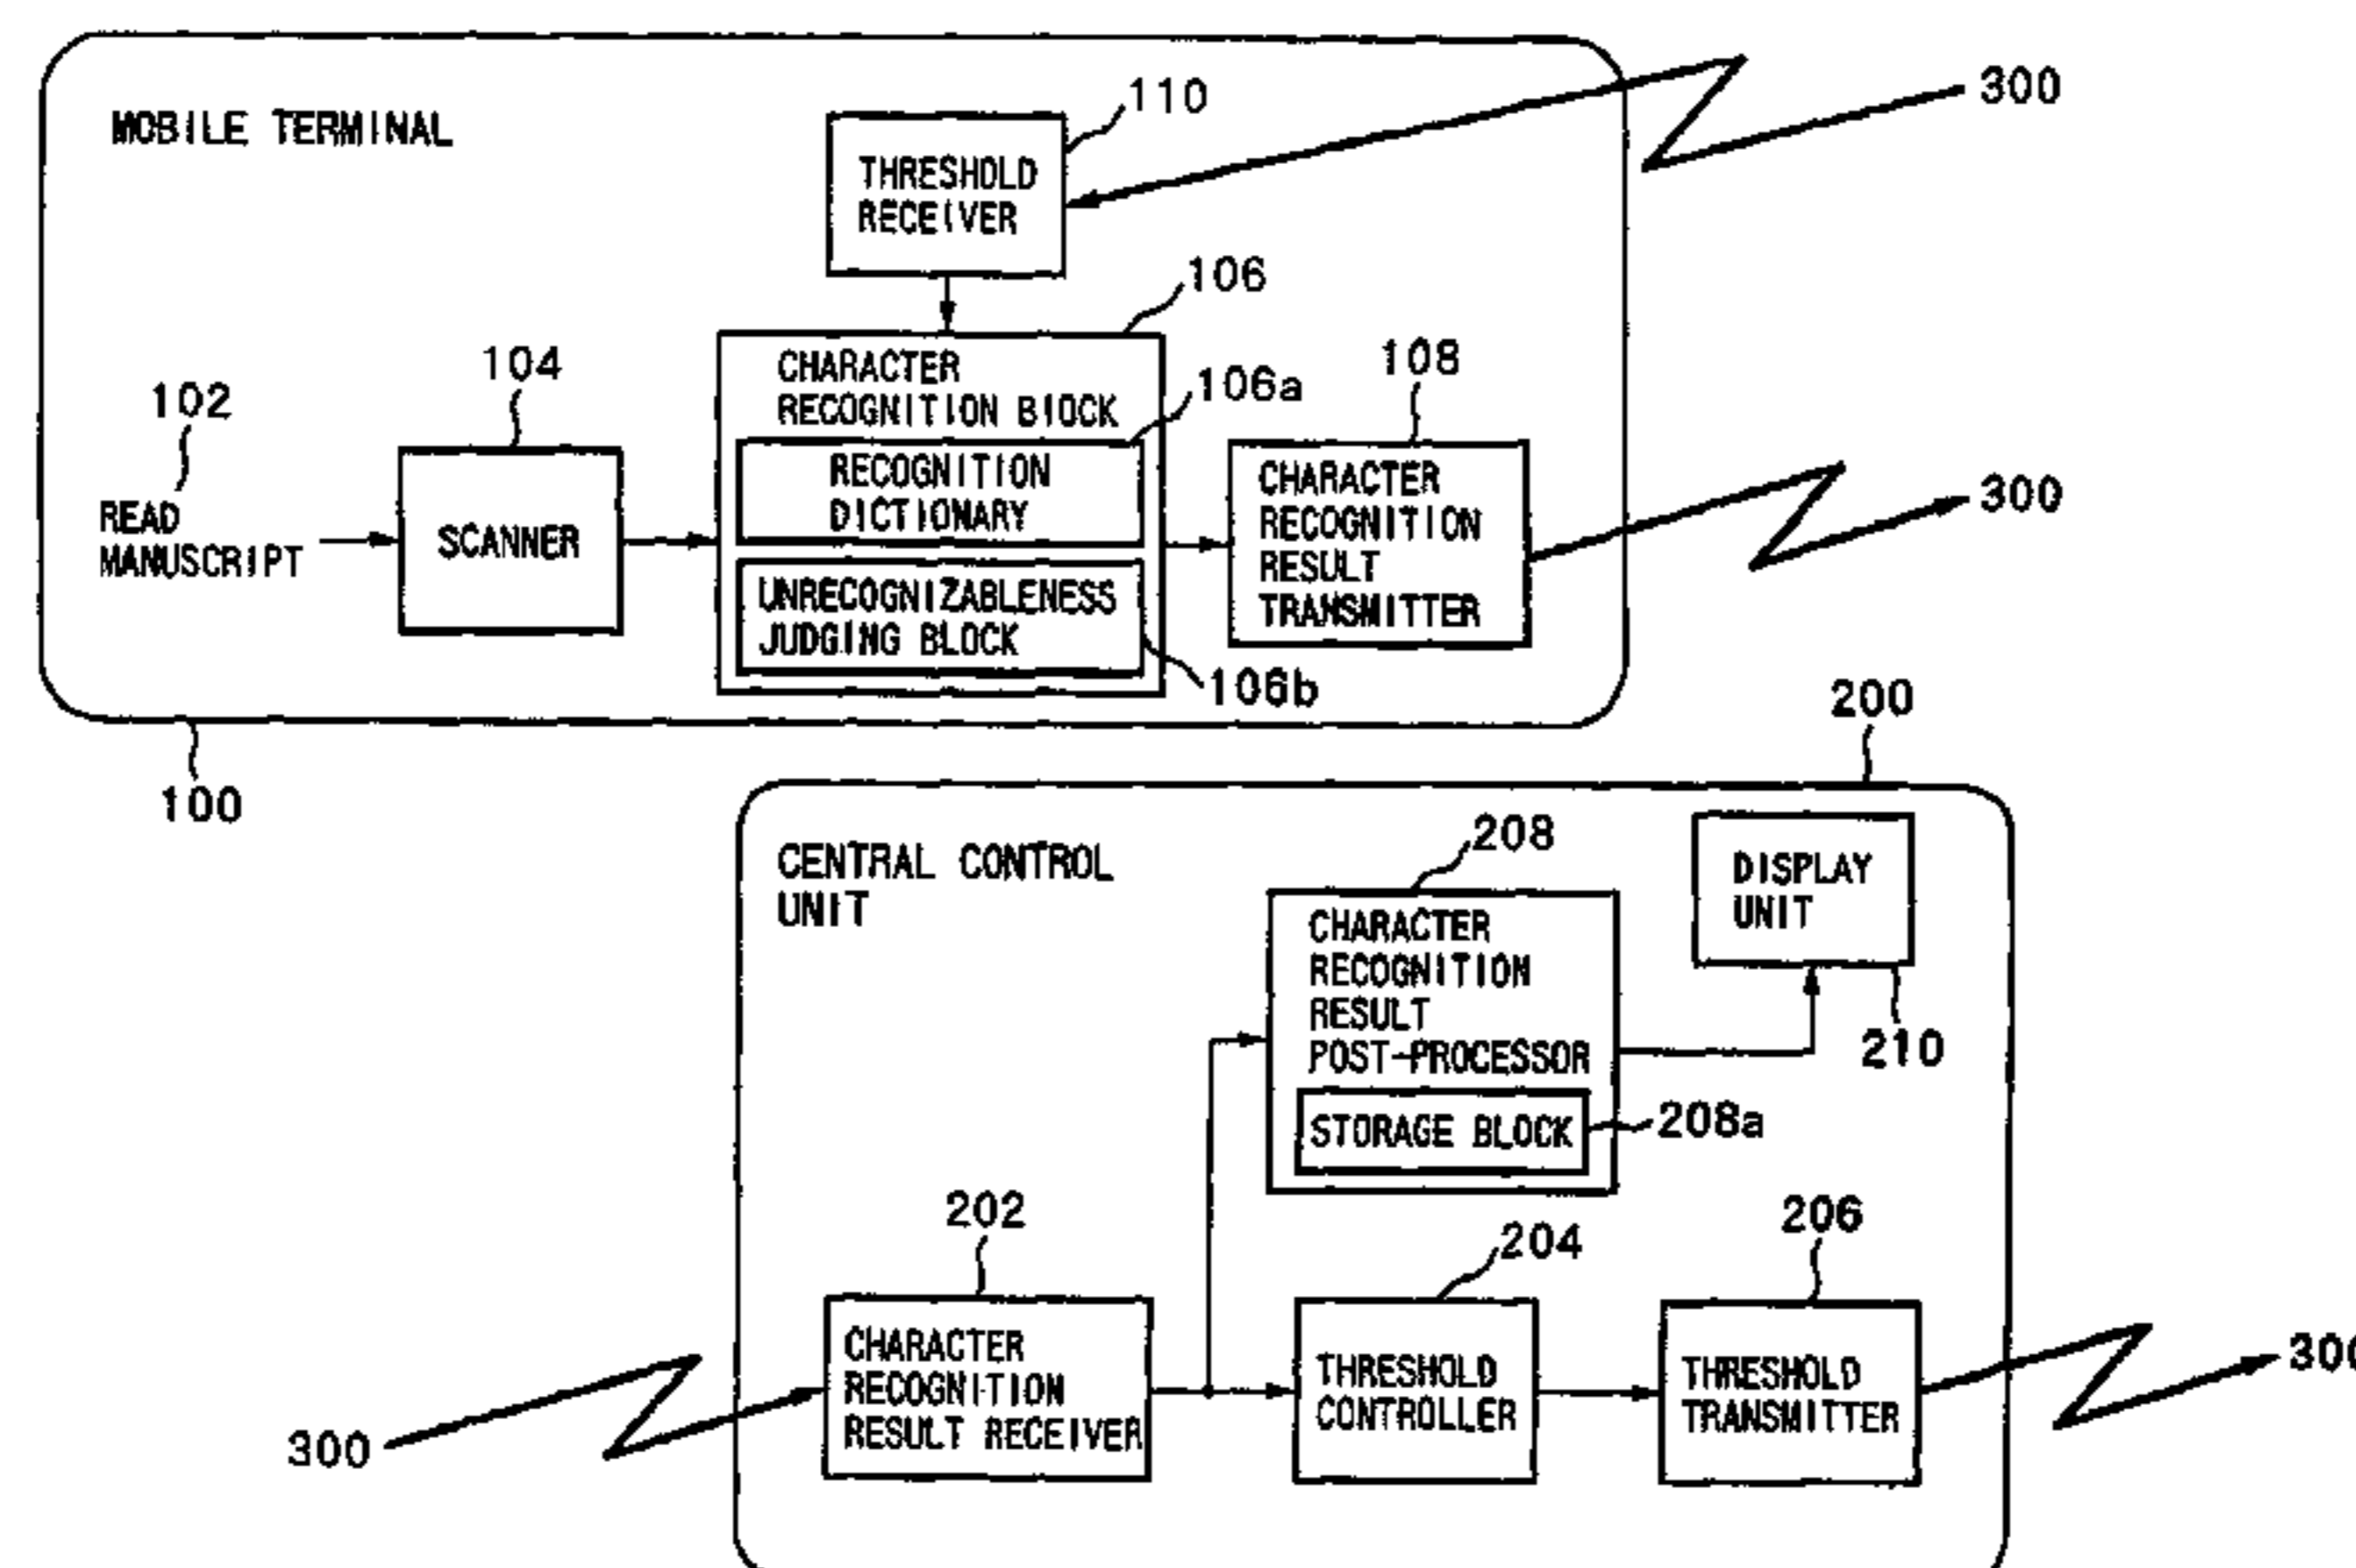 MOBILE TERMINAL
110
300
THRESHOLD
RECEIVER
106
104
CHARACTER
RECOGNITION BLOCK
106a
108
102
RECOGNITION
DICTIONARY
CHARACTER
RECOGNITION
RESULT
TRANSMITTER
300
READ
MANUSCRIPT
SCANNER
UNRECOGNIZABLENESS
JUDGING BLOCK
106b
100
200
CENTRAL CONTROL
UNIT
208
DISPLAY
UNIT
210
CHARACTER
RECOGNITION
RESULT
POST-PROCESSOR
STORAGE BLOCK
208a
202
204
206
CHARACTER
RECOGNITION
RESULT RECEIVER
THRESHOLD
CONTROLLER
THRESHOLD
TRANSMITTER
300
300